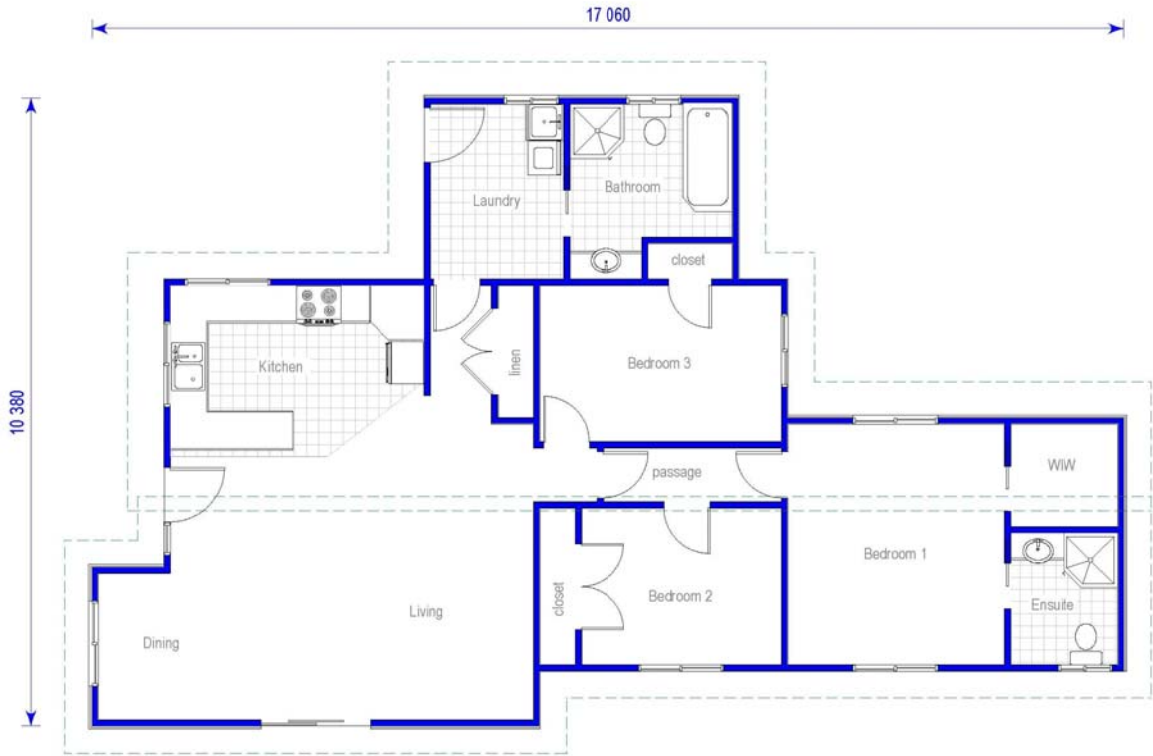 17 060
10 380
Laundry
Bathroom
closet
Kitchen
linen
Bedroom 3
passage
WIW
Bedroom 1
closet
Bedroom 2
Ensuite
Living
Dining